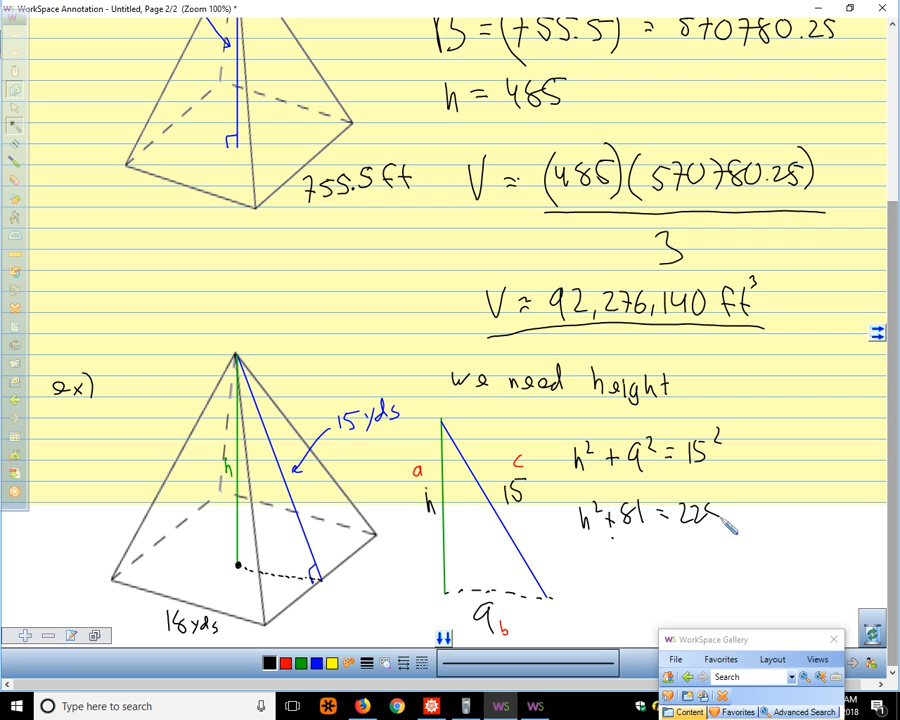 WorkSpace Annotation - Untitled, Page 2/2 (Zoom 100%) *
B = (755.5) = 570780.25
h = 485
755.5 ft
V ≈ (485)(570780.25)
3
V ≈ 92,276,140 ft³
ex)
we need height
15 yds
h
18 yds
a
h
c
15
9
b
h² + 9² = 15²
h² + 81 = 225
WorkSpace Gallery
File Favorites Layout Views
Search
Content Favorites Advanced Search
Type here to search
AM
2018